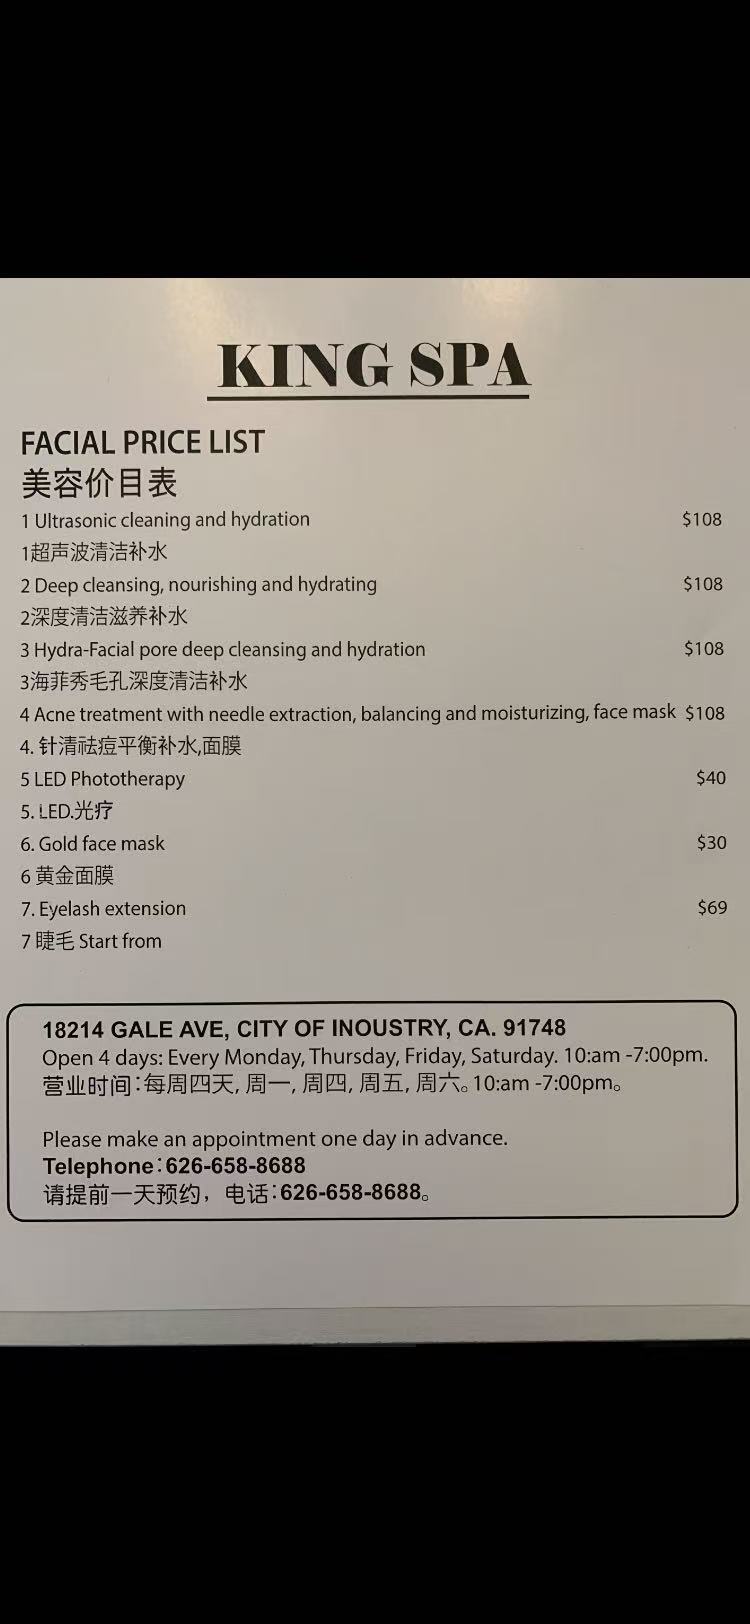 KING SPA
FACIAL PRICE LIST
美容价目表
1 Ultrasonic cleaning and hydration $108
1超声波清洁补水
2 Deep cleansing, nourishing and hydrating $108
2深度清洁滋养补水
3 Hydra-Facial pore deep cleansing and hydration $108
3海菲秀毛孔深度清洁补水
4 Acne treatment with needle extraction, balancing and moisturizing, face mask $108
4. 针清祛痘平衡补水,面膜
5 LED Phototherapy $40
5. LED.光疗
6. Gold face mask $30
6 黄金面膜
7. Eyelash extension $69
7 睫毛 Start from
18214 GALE AVE, CITY OF INOUSTRY, CA. 91748
Open 4 days: Every Monday, Thursday, Friday, Saturday. 10:am -7:00pm.
营业时间：每周四天, 周一, 周四, 周五, 周六。10:am -7:00pm。
Please make an appointment one day in advance.
Telephone：626-658-8688
请提前一天预约，电话：626-658-8688。